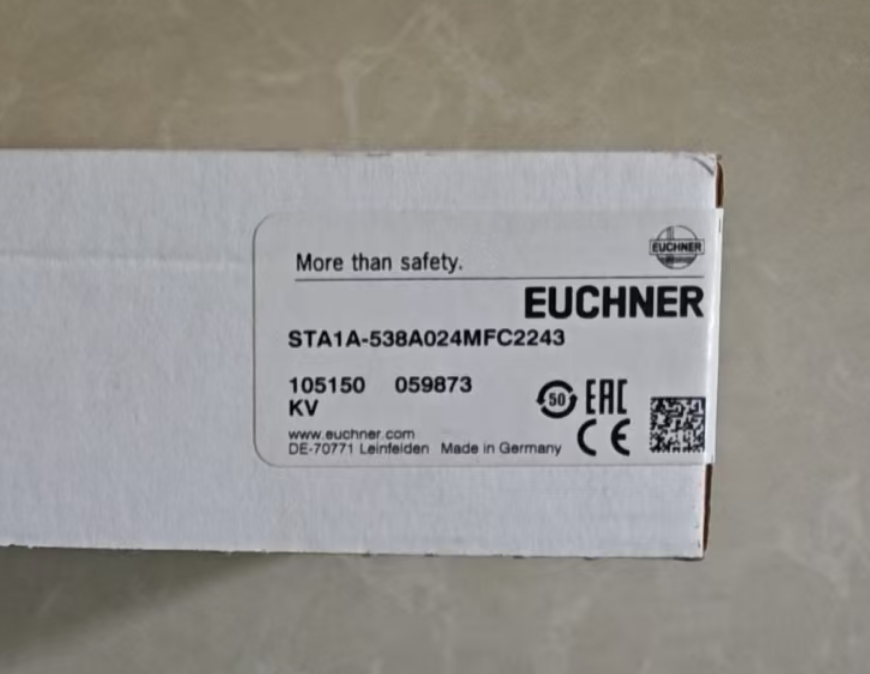 More than safety.
EUCHNER
EUCHNER
STA1A-538A024MFC2243
105150 059873
KV
50 EAC
CE
www.euchner.com
DE-70771 Leinfelden Made in Germany